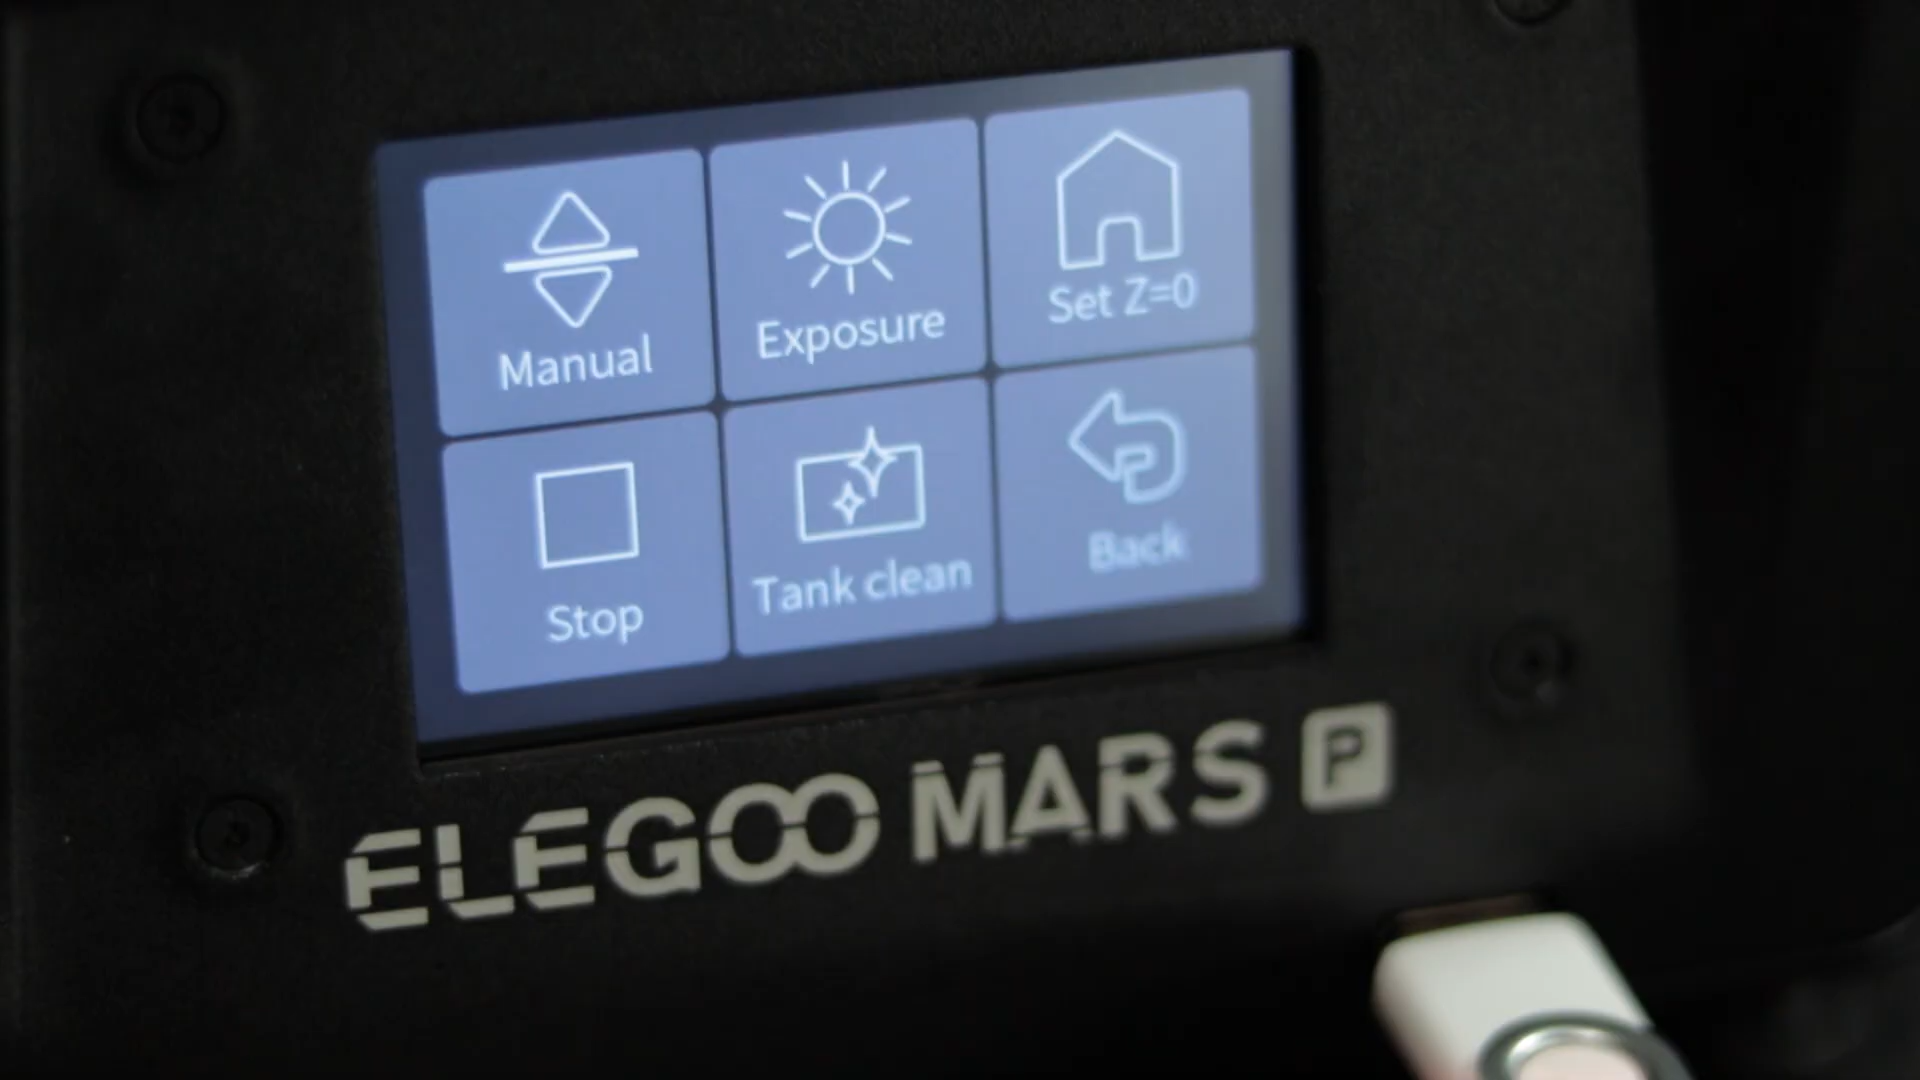 Manual
Exposure
Set Z=0
Stop
Tank clean
Back
ELEGOO MARS P